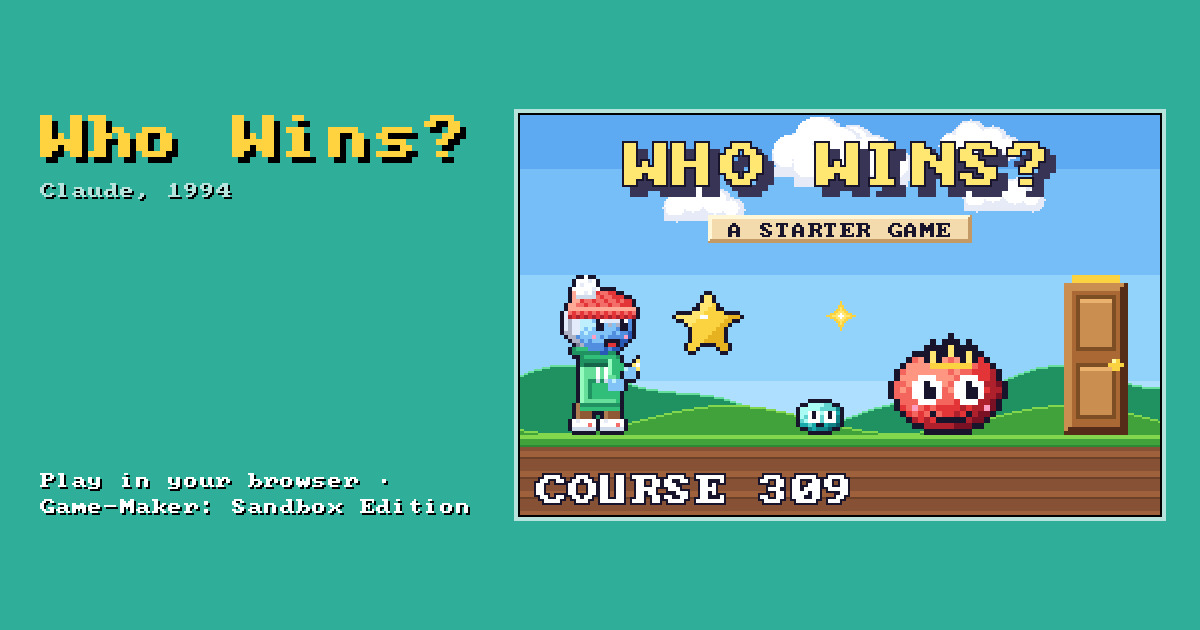 Who Wins?
Claude, 1994
Play in your browser ·
Game-Maker: Sandbox Edition
WHO WINS?
A STARTER GAME
COURSE 309